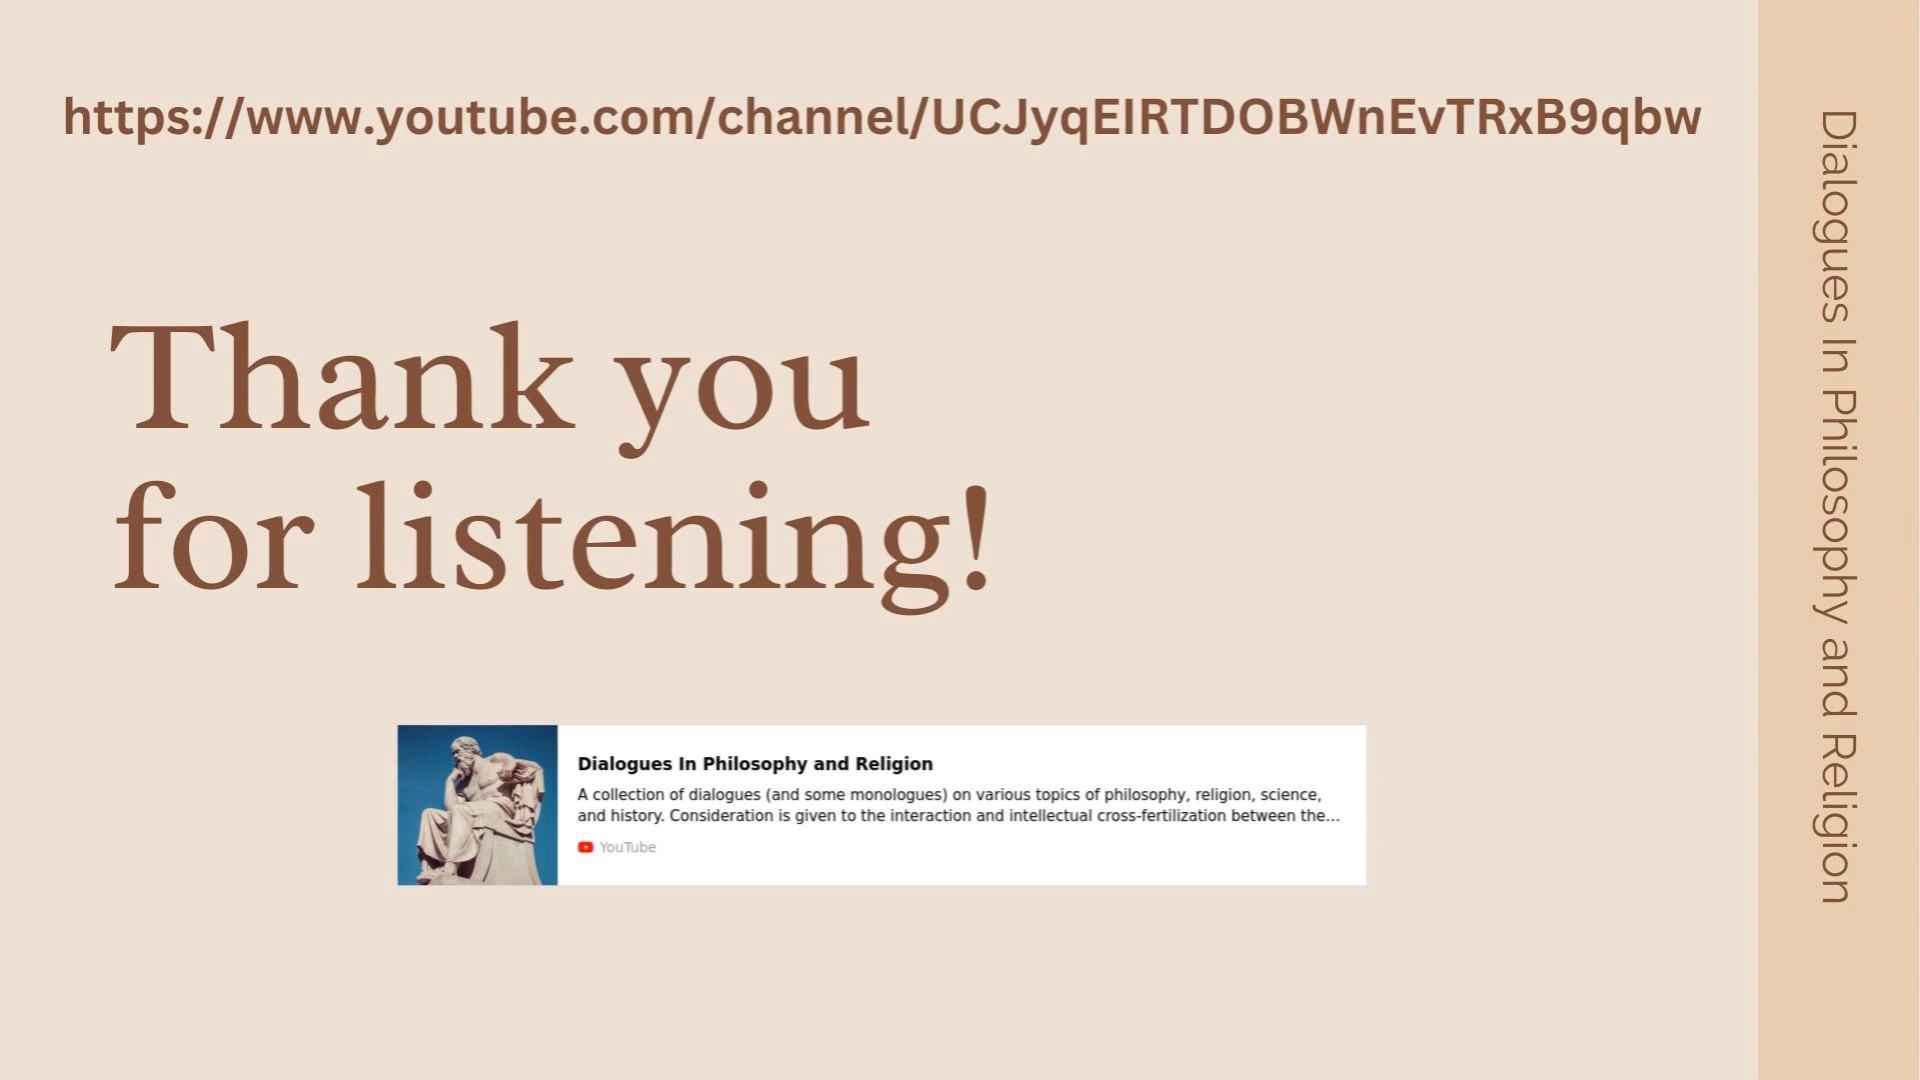 https://www.youtube.com/channel/UCJyqEIRTDOBWnEvTRxB9qbw
Thank you
for listening!
Dialogues In Philosophy and Religion
A collection of dialogues (and some monologues) on various topics of philosophy, religion, science,
and history. Consideration is given to the interaction and intellectual cross-fertilization between the...
YouTube
Dialogues In Philosophy and Religion